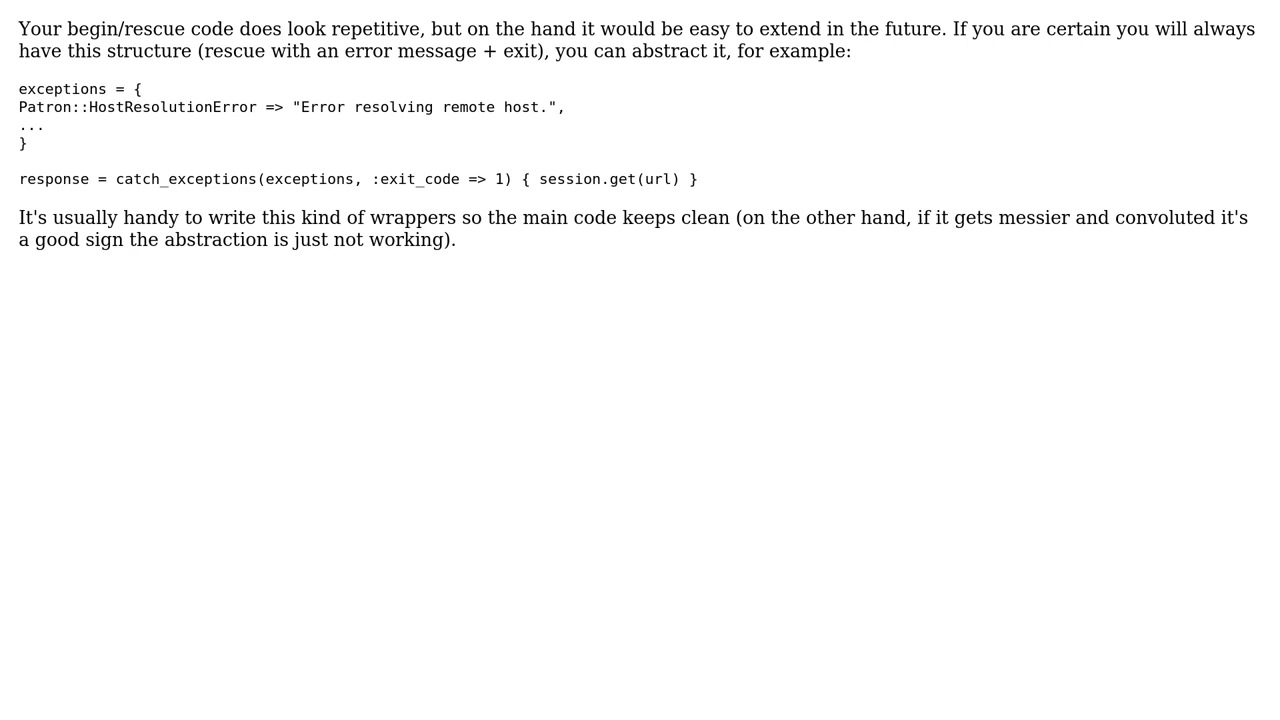 Your begin/rescue code does look repetitive, but on the hand it would be easy to extend in the future. If you are certain you will always
have this structure (rescue with an error message + exit), you can abstract it, for example:
exceptions = {
Patron::HostResolutionError => "Error resolving remote host.",
...
}
response = catch_exceptions(exceptions, :exit_code => 1) { session.get(url) }
It's usually handy to write this kind of wrappers so the main code keeps clean (on the other hand, if it gets messier and convoluted it's
a good sign the abstraction is just not working).